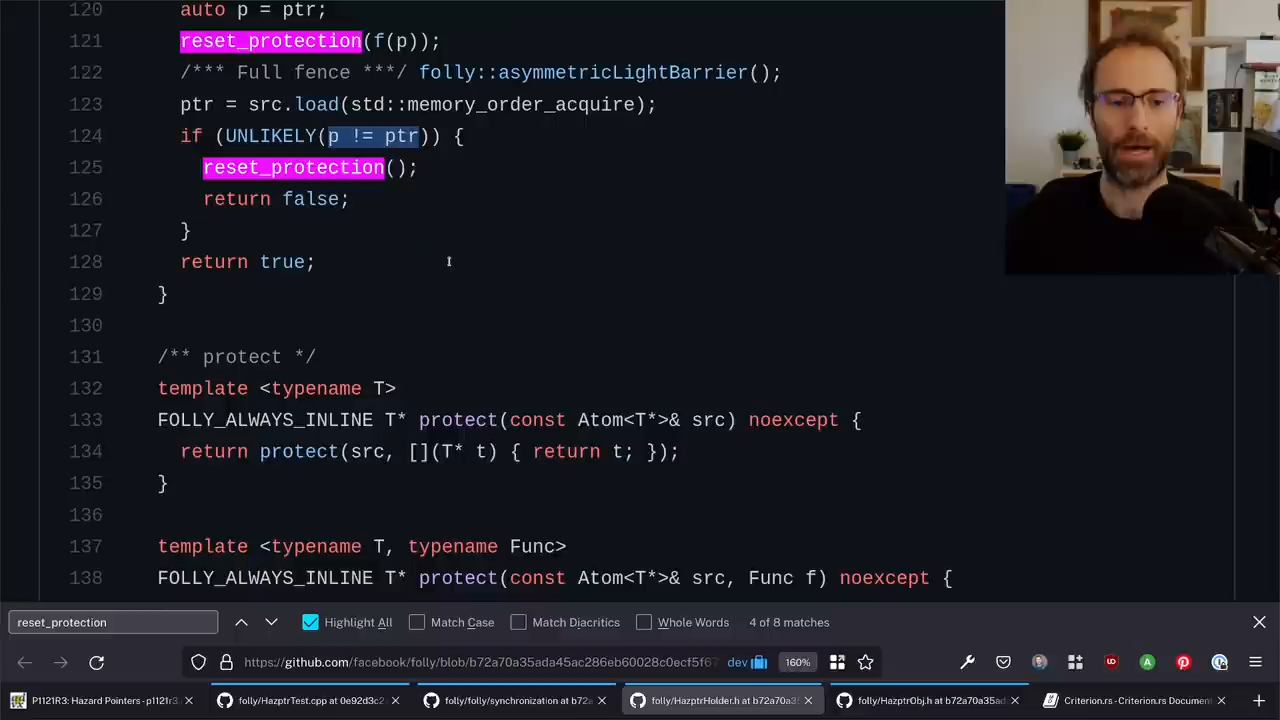 120 auto p = ptr;
121 reset_protection(f(p));
122 /*** Full fence ***/ folly::asymmetricLightBarrier();
123 ptr = src.load(std::memory_order_acquire);
124 if (UNLIKELY(p != ptr)) {
125 reset_protection();
126 return false;
127 }
128 return true;
129 }
130
131 /** protect */
132 template <typename T>
133 FOLLY_ALWAYS_INLINE T* protect(const Atom<T*>& src) noexcept {
134 return protect(src, [](T* t) { return t; });
135 }
136
137 template <typename T, typename Func>
138 FOLLY_ALWAYS_INLINE T* protect(const Atom<T*>& src, Func f) noexcept {
reset_protection Highlight All Match Case Match Diacritics Whole Words 4 of 8 matches
https://github.com/facebook/folly/blob/b72a70a35ada45ac286eb60028c0ecf5f67 dev 160%
P1121R3: Hazard Pointers - p1121r3. folly/HazptrTest.cpp at 0e92d3c2 folly/folly/synchronization at b72a folly/HazptrHolder.h at b72a70a35 folly/HazptrObj.h at b72a70a35ad Criterion.rs - Criterion.rs Document